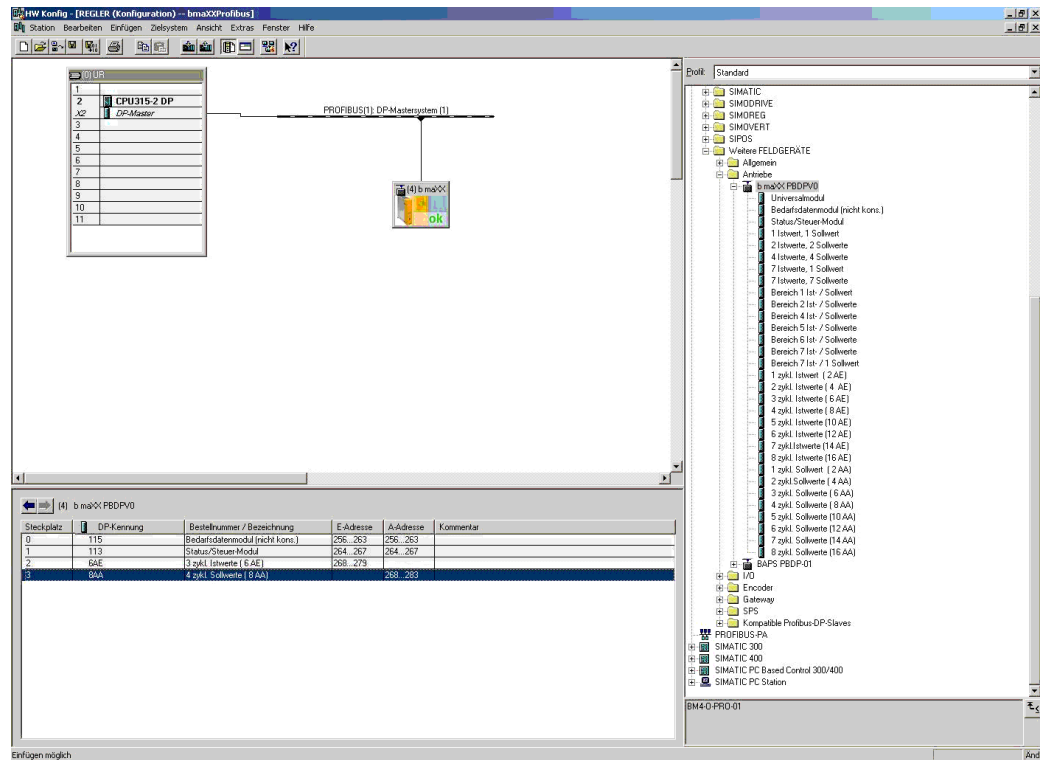 HW Konfig - [REGLER (Konfiguration) -- bmaXXProfibus]
Station Bearbeiten Einfügen Zielsystem Ansicht Extras Fenster Hilfe
(0) UR
1
2 CPU315-2 DP
X2 DP-Master
3
4
5
6
7
8
9
10
11
PROFIBUS(1): DP-Mastersystem (1)
(4) b maXX
ok
(4) b maXX PBDPV0
Steckplatz DP-Kennung Bestellnummer / Bezeichnung E-Adresse A-Adresse Kommentar
0 115 Bedarfsdatenmodul (nicht kons.) 256...263 256...263
1 113 Status/Steuer-Modul 264...267 264...267
2 6AE 3 zykl. Istwerte ( 6 AE) 268...279
3 8AA 4 zykl. Sollwerte ( 8 AA) 268...283
Profil: Standard
SIMATIC
SIMODRIVE
SIMOREG
SIMOVERT
SIPOS
Weitere FELDGERÄTE
Allgemein
Antriebe
b maXX PBDPV0
Universalmodul
Bedarfsdatenmodul (nicht kons.)
Status/Steuer-Modul
1 Istwert, 1 Sollwert
2 Istwerte, 2 Sollwerte
4 Istwerte, 4 Sollwerte
7 Istwerte, 1 Sollwert
7 Istwerte, 7 Sollwerte
Bereich 1 Ist- / Sollwert
Bereich 2 Ist- / Sollwerte
Bereich 4 Ist- / Sollwerte
Bereich 5 Ist- / Sollwerte
Bereich 6 Ist- / Sollwerte
Bereich 7 Ist- / Sollwerte
Bereich 7 Ist- / 1 Sollwert
1 zykl. Istwert ( 2 AE)
2 zykl. Istwerte ( 4 AE)
3 zykl. Istwerte ( 6 AE)
4 zykl. Istwerte ( 8 AE)
5 zykl. Istwerte (10 AE)
6 zykl. Istwerte (12 AE)
7 zykl.Istwerte (14 AE)
8 zykl. Istwerte (16 AE)
1 zykl. Sollwert ( 2 AA)
2 zykl.Sollwerte ( 4 AA)
3 zykl. Sollwerte ( 6 AA)
4 zykl. Sollwerte ( 8 AA)
5 zykl. Sollwerte (10 AA)
6 zykl. Sollwerte (12 AA)
7 zykl. Sollwerte (14 AA)
8 zykl. Sollwerte (16 AA)
BAPS PBDP-01
I/O
Encoder
Gateway
SPS
Kompatible Profibus-DP-Slaves
PROFIBUS-PA
SIMATIC 300
SIMATIC 400
SIMATIC PC Based Control 300/400
SIMATIC PC Station
BM4-O-PRO-01
Einfügen möglich
Änd